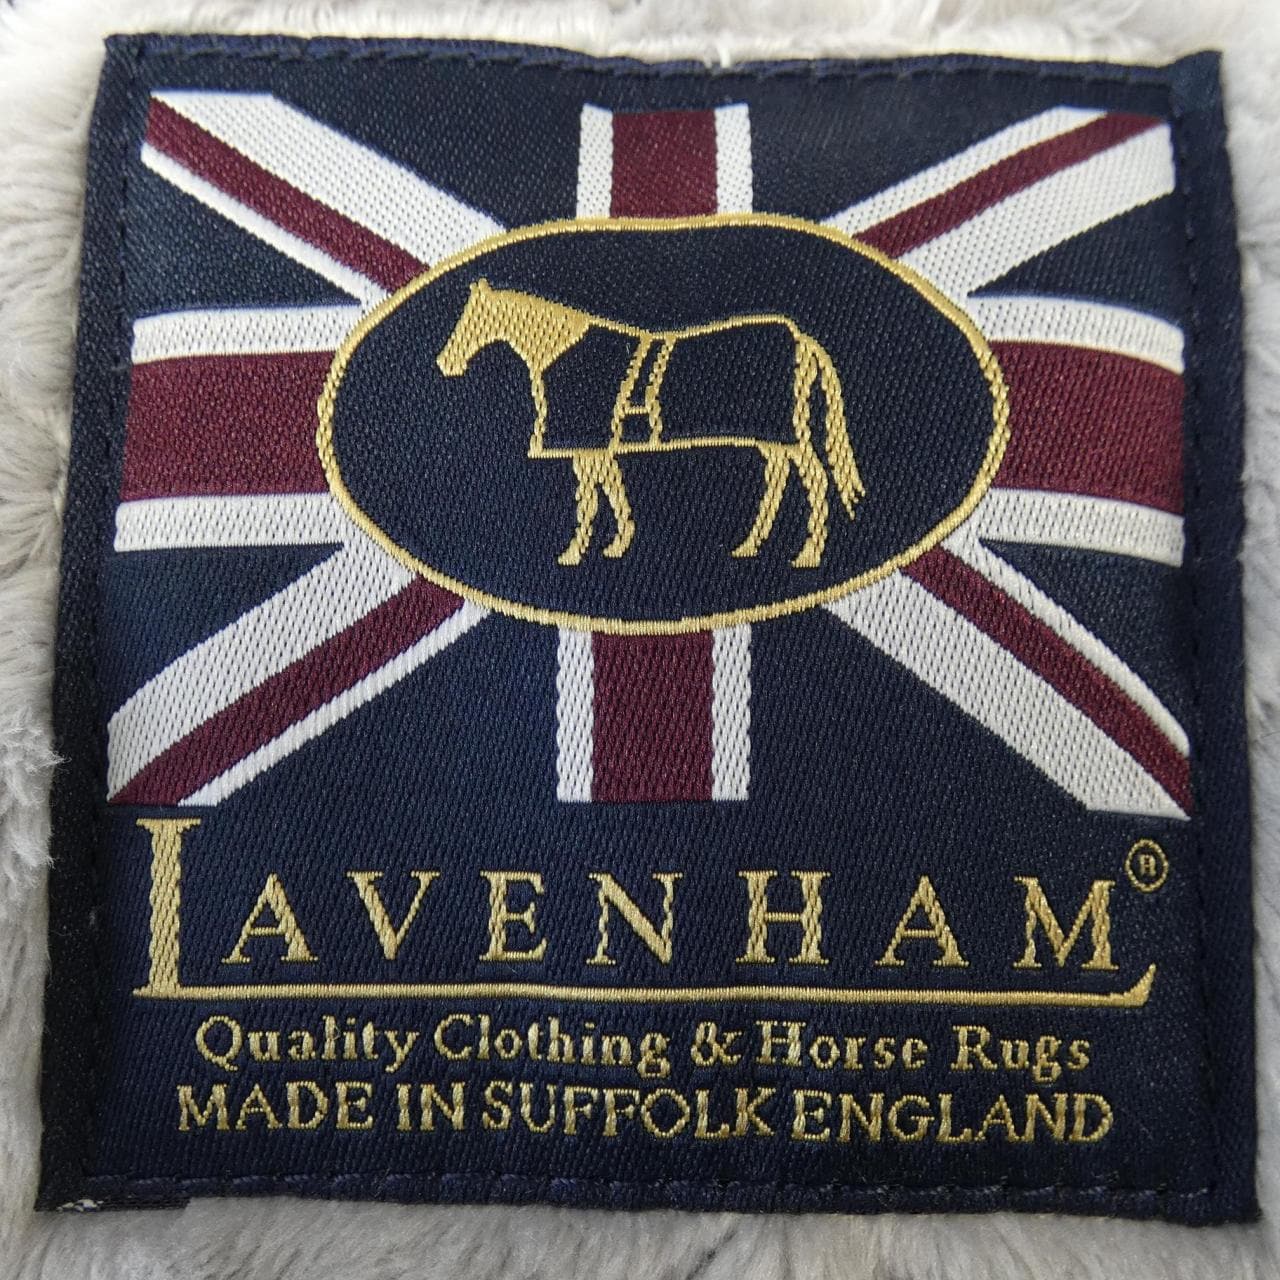 LAVENHAM®
Quality Clothing & Horse Rugs
MADE IN SUFFOLK ENGLAND